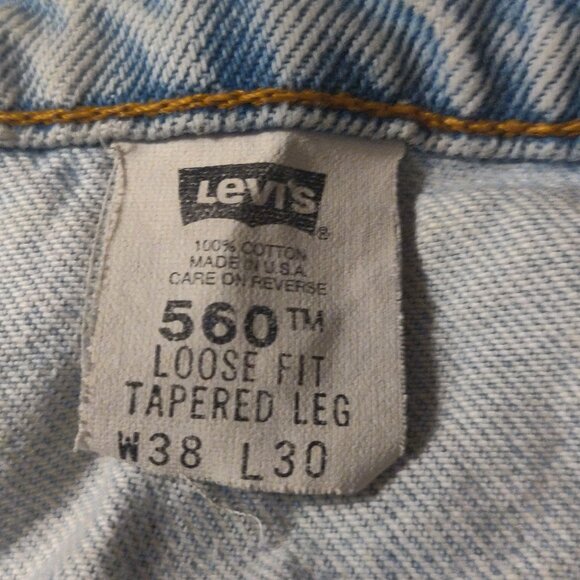 Levi's
®
100% COTTON
MADE IN U.S.A.
CARE ON REVERSE
560™
LOOSE FIT
TAPERED LEG
W38 L30